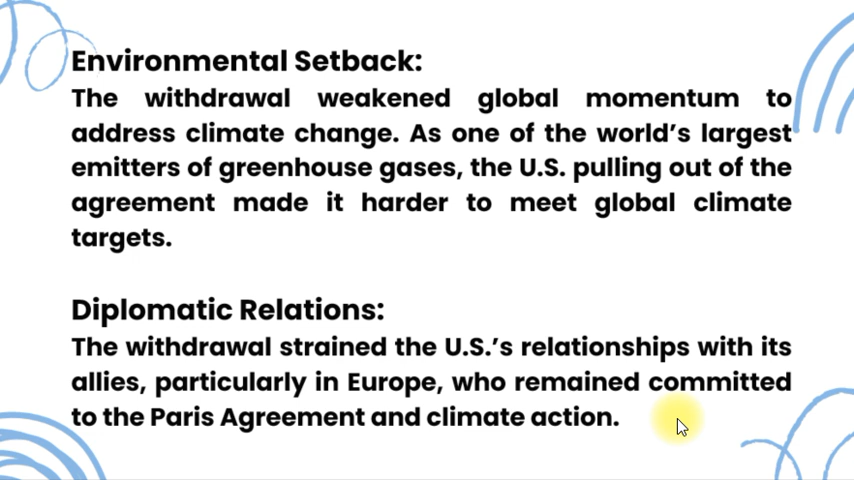 Environmental Setback:
The withdrawal weakened global momentum to
address climate change. As one of the world’s largest
emitters of greenhouse gases, the U.S. pulling out of the
agreement made it harder to meet global climate
targets.
Diplomatic Relations:
The withdrawal strained the U.S.’s relationships with its
allies, particularly in Europe, who remained committed
to the Paris Agreement and climate action.